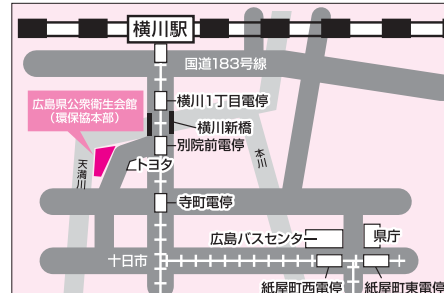 横川駅
国道183号線
広島県公衆衛生会館
(環保協本部)
横川1丁目電停
横川新橋
別院前電停
トヨタ
天満川
本川
寺町電停
広島バスセンター
県庁
十日市
紙屋町西電停
紙屋町東電停